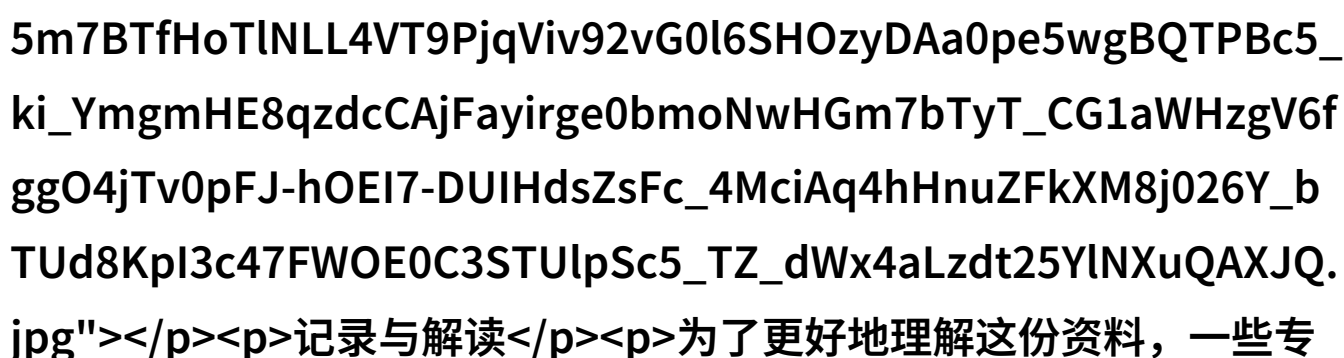 5m7BTfHoTlNLL4VT9PjqViv92vG0l6SHOzyDAa0pe5wgBQTPBc5_
ki_YmgmHE8qzdcCAjFayirge0bmoNwHGm7bTyT_CG1aWHzgV6f
ggO4jTv0pFJ-hOEI7-DUIHdsZsFc_4MciAq4hHnuZFkXM8j026Y_b
TUd8KpI3c47FWOE0C3STUlpSc5_TZ_dWx4aLzdt25YlNXuQAXJQ.
jpg"></p><p>记录与解读</p><p>为了更好地理解这份资料，一些专